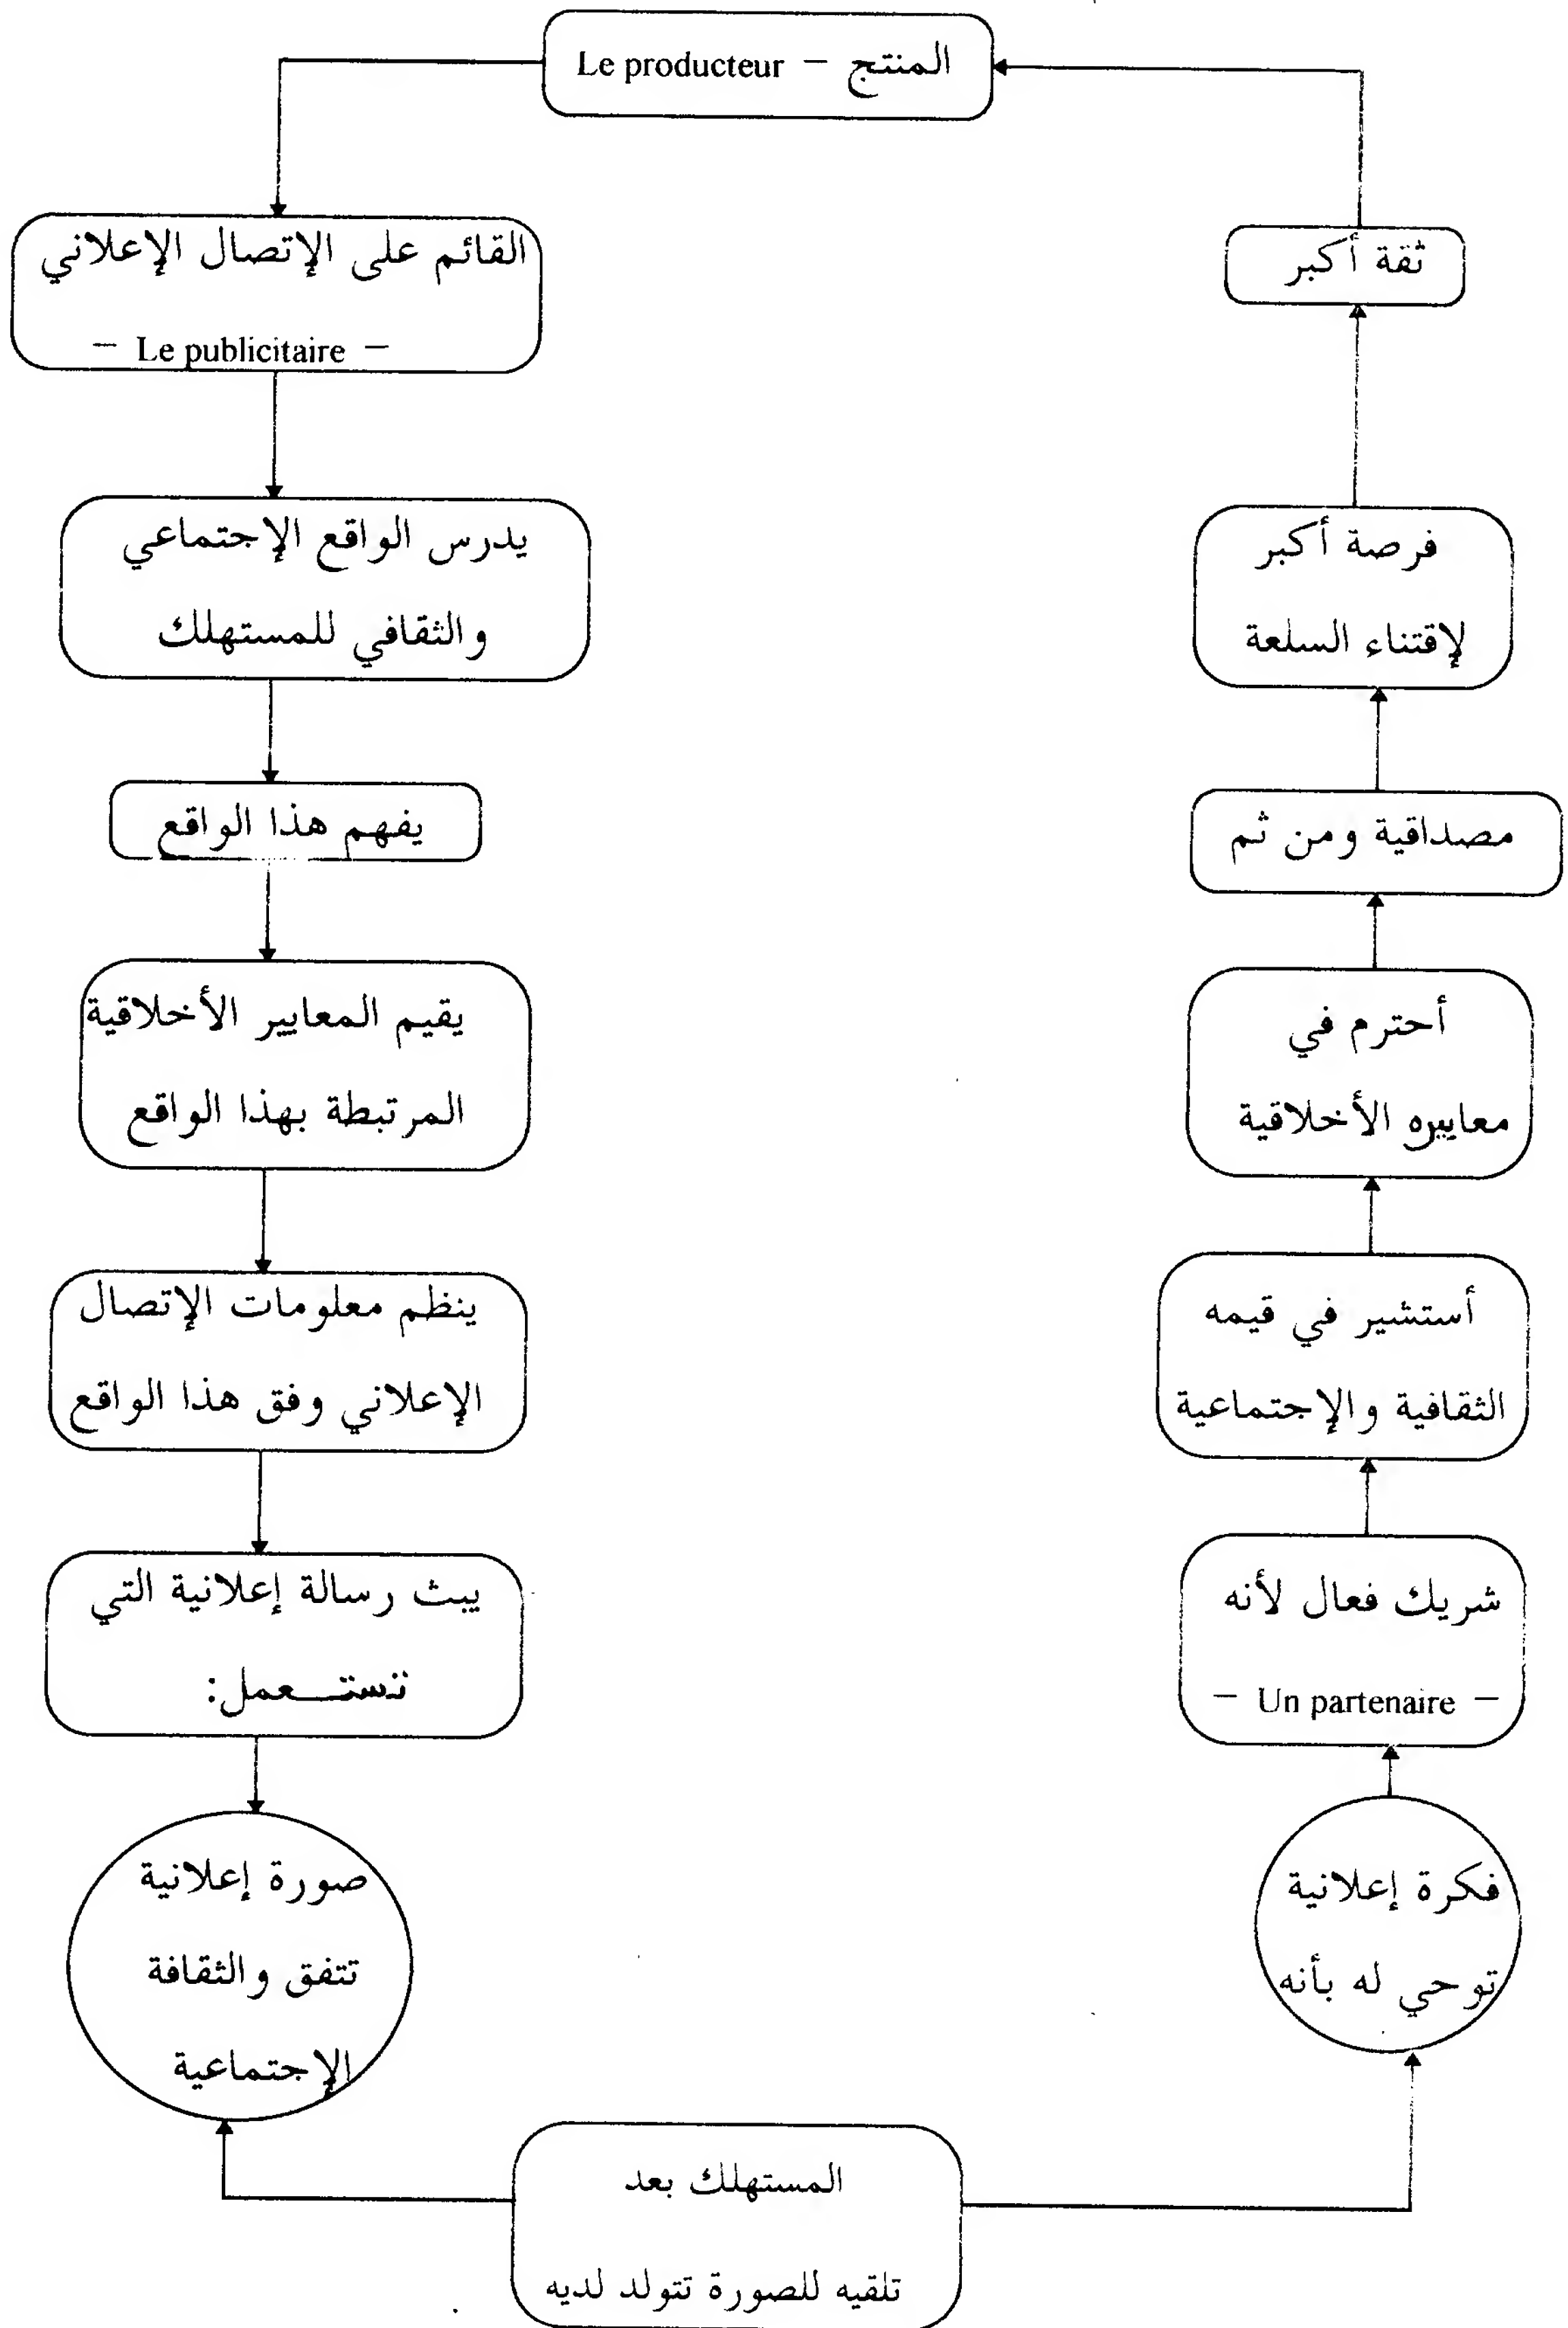 المنتج – Le producteur
القائم على الإتصال الإعلاني
– Le publicitaire –
يدرس الواقع الإجتماعي
والثقافي للمستهلك
يفهم هذا الواقع
يقيم المعايير الأخلاقية
المرتبطة بهذا الواقع
ينظم معلومات الإتصال
الإعلاني وفق هذا الواقع
يبث رسالة إعلانية التي
تستعمل:
صورة إعلانية
تتفق والثقافة
الإجتماعية
المستهلك بعد
تلقيه للصورة تتولد لديه
فكرة إعلانية
توحي له بأنه
شريك فعال لأنه
– Un partenaire –
أستشير في قيمه
الثقافية والإجتماعية
أحترم في
معاييره الأخلاقية
مصداقية ومن ثم
فرصة أكبر
لإقتناء السلعة
ثقة أكبر